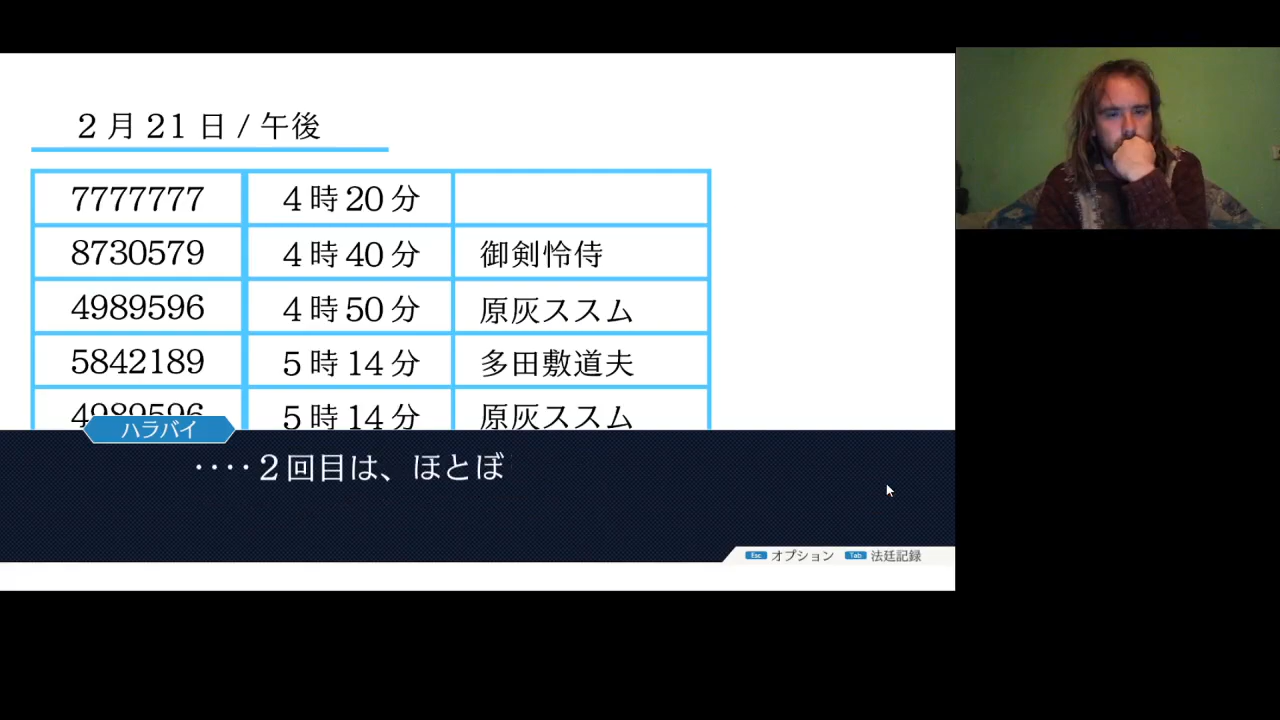 2月21日/午後
7777777 4時20分
8730579 4時40分 御剣怜侍
4989596 4時50分 原灰ススム
5842189 5時14分 多田敷道夫
4989596 5時14分 原灰ススム
ハラバイ
‥‥2回目は、ほとぼ
Esc オプション Tab 法廷記録